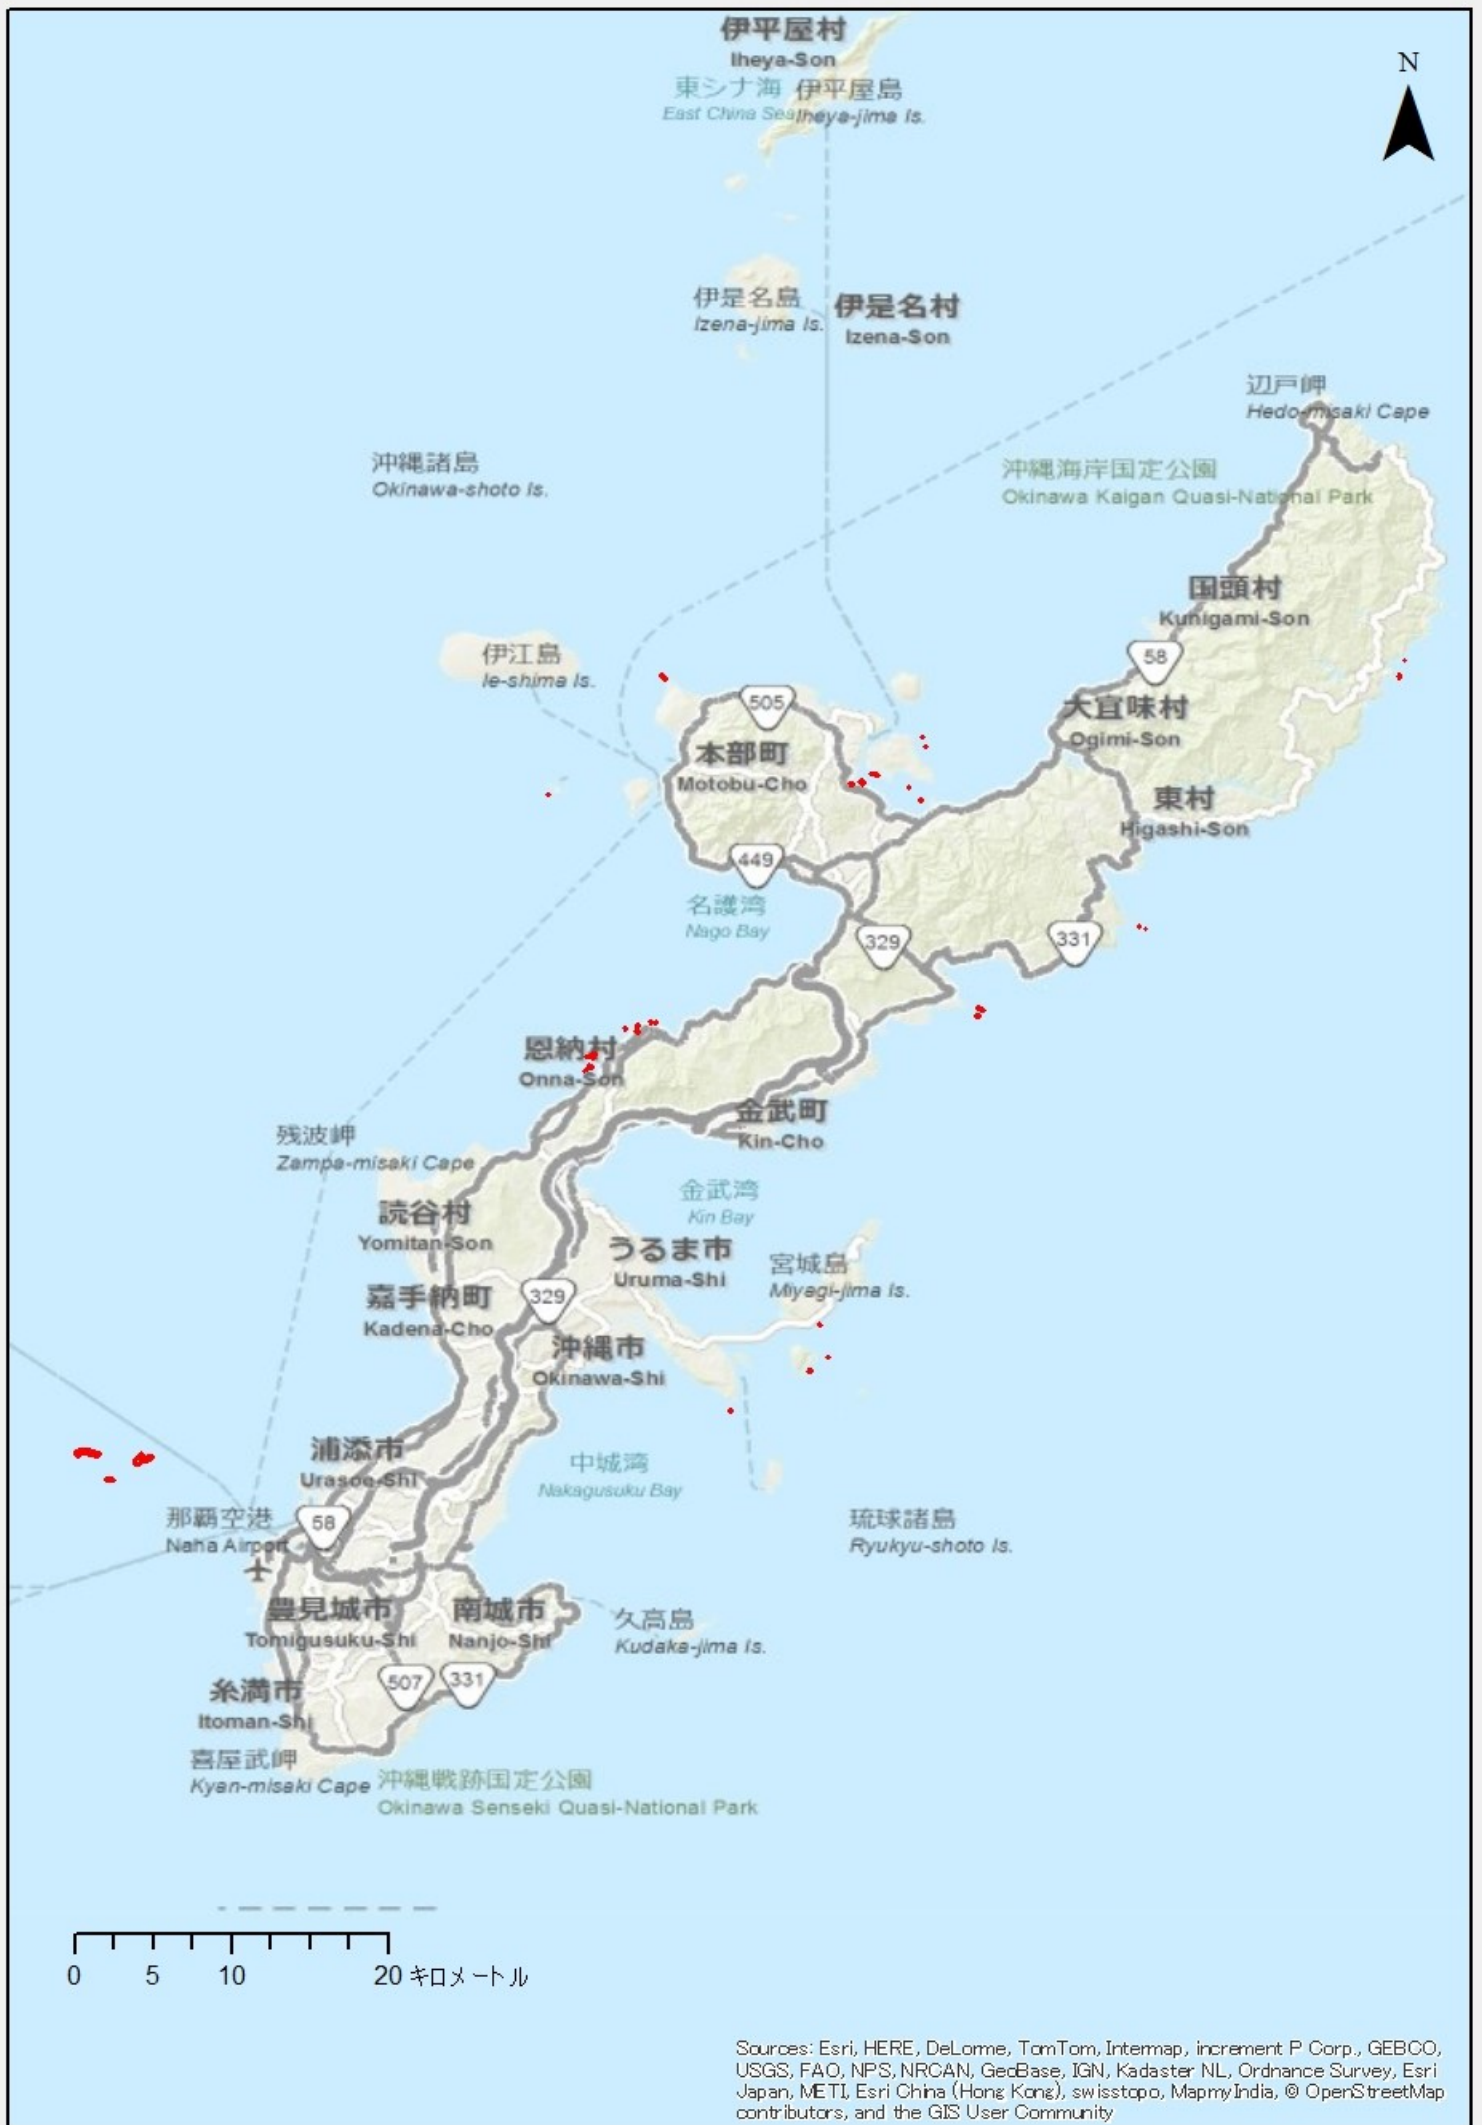 伊平屋村
Iheya-Son
東シナ海
East China Sea
伊平屋島
Iheya-jima Is.
N
伊是名島
Izena-jima Is.
伊是名村
Izena-Son
辺戸岬
Hedo-misaki Cape
沖縄諸島
Okinawa-shoto Is.
沖縄海岸国定公園
Okinawa Kaigan Quasi-National Park
国頭村
Kunigami-Son
58
伊江島
Ie-shima Is.
505
大宜味村
Ogimi-Son
本部町
Motobu-Cho
東村
Higashi-Son
449
名護湾
Nago Bay
329
331
恩納村
Onna-Son
金武町
Kin-Cho
残波岬
Zampa-misaki Cape
金武湾
Kin Bay
読谷村
Yomitan-Son
うるま市
Uruma-Shi
宮城島
Miyagi-jima Is.
嘉手納町
Kadena-Cho
329
沖縄市
Okinawa-Shi
浦添市
Urasoe-Shi
中城湾
Nakagusuku Bay
那覇空港
Naha Airport
58
琉球諸島
Ryukyu-shoto Is.
豊見城市
Tomigusuku-Shi
南城市
Nanjo-Shi
久高島
Kudaka-jima Is.
507
331
糸満市
Itoman-Shi
喜屋武岬
Kyan-misaki Cape
沖縄戦跡国定公園
Okinawa Senseki Quasi-National Park
0 5 10 20 キロメートル
Sources: Esri, HERE, DeLorme, TomTom, Intermap, increment P Corp., GEBCO,
USGS, FAO, NPS, NRCAN, GeoBase, IGN, Kadaster NL, Ordnance Survey, Esri
Japan, METI, Esri China (Hong Kong), swisstopo, MapmyIndia, © OpenStreetMap
contributors, and the GIS User Community